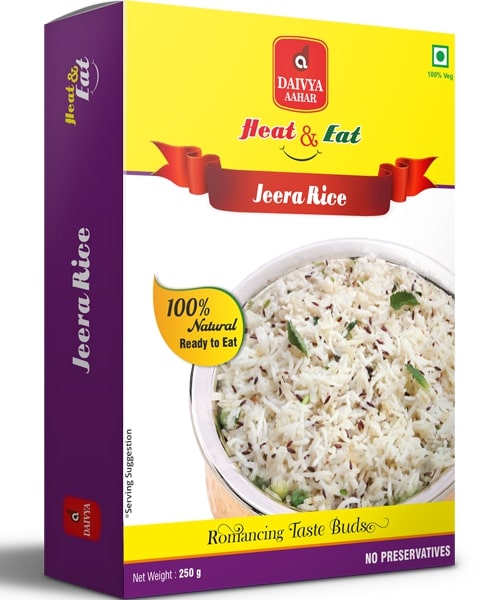 DAIVYA
AAHAR
100% Veg
Heat & Eat
Jeera Rice
100%
Natural
Ready to Eat
*Serving Suggestion
Romancing Taste Buds
NO PRESERVATIVES
Net Weight : 250 g
Heat & Eat
Jeera Rice
DAIVYA